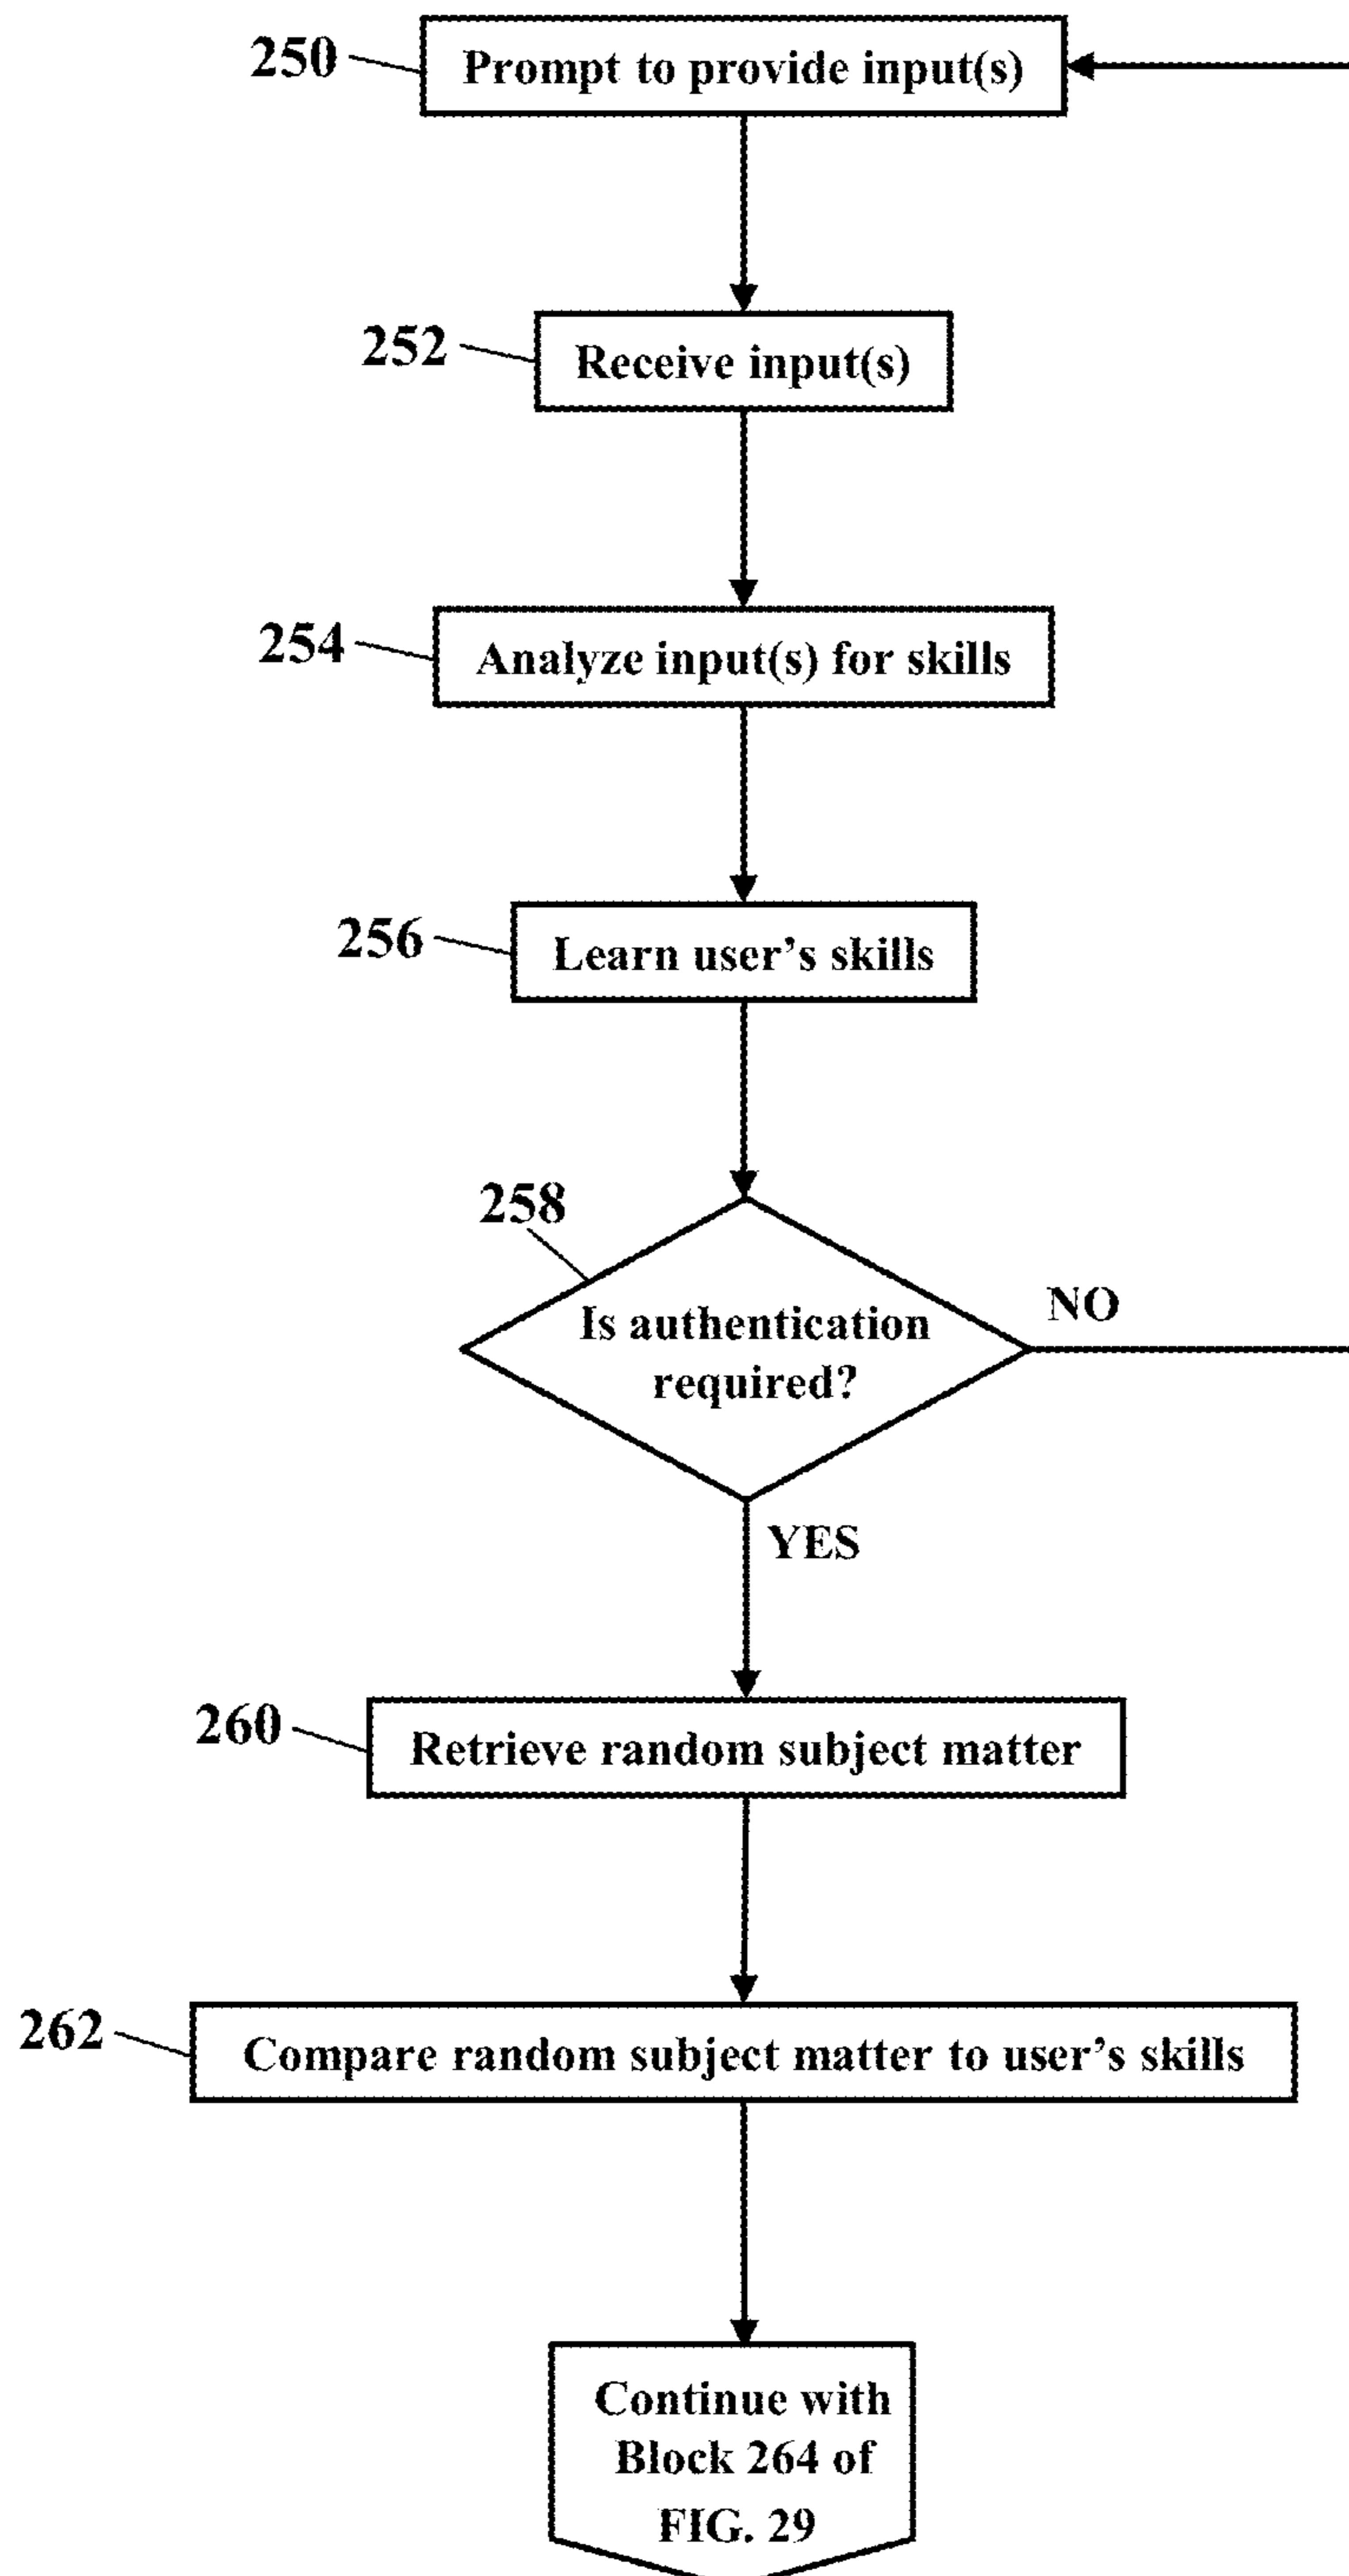 250
Prompt to provide input(s)
252
Receive input(s)
254
Analyze input(s) for skills
256
Learn user's skills
258
Is authentication
required?
NO
YES
260
Retrieve random subject matter
262
Compare random subject matter to user's skills
Continue with
Block 264 of
FIG. 29